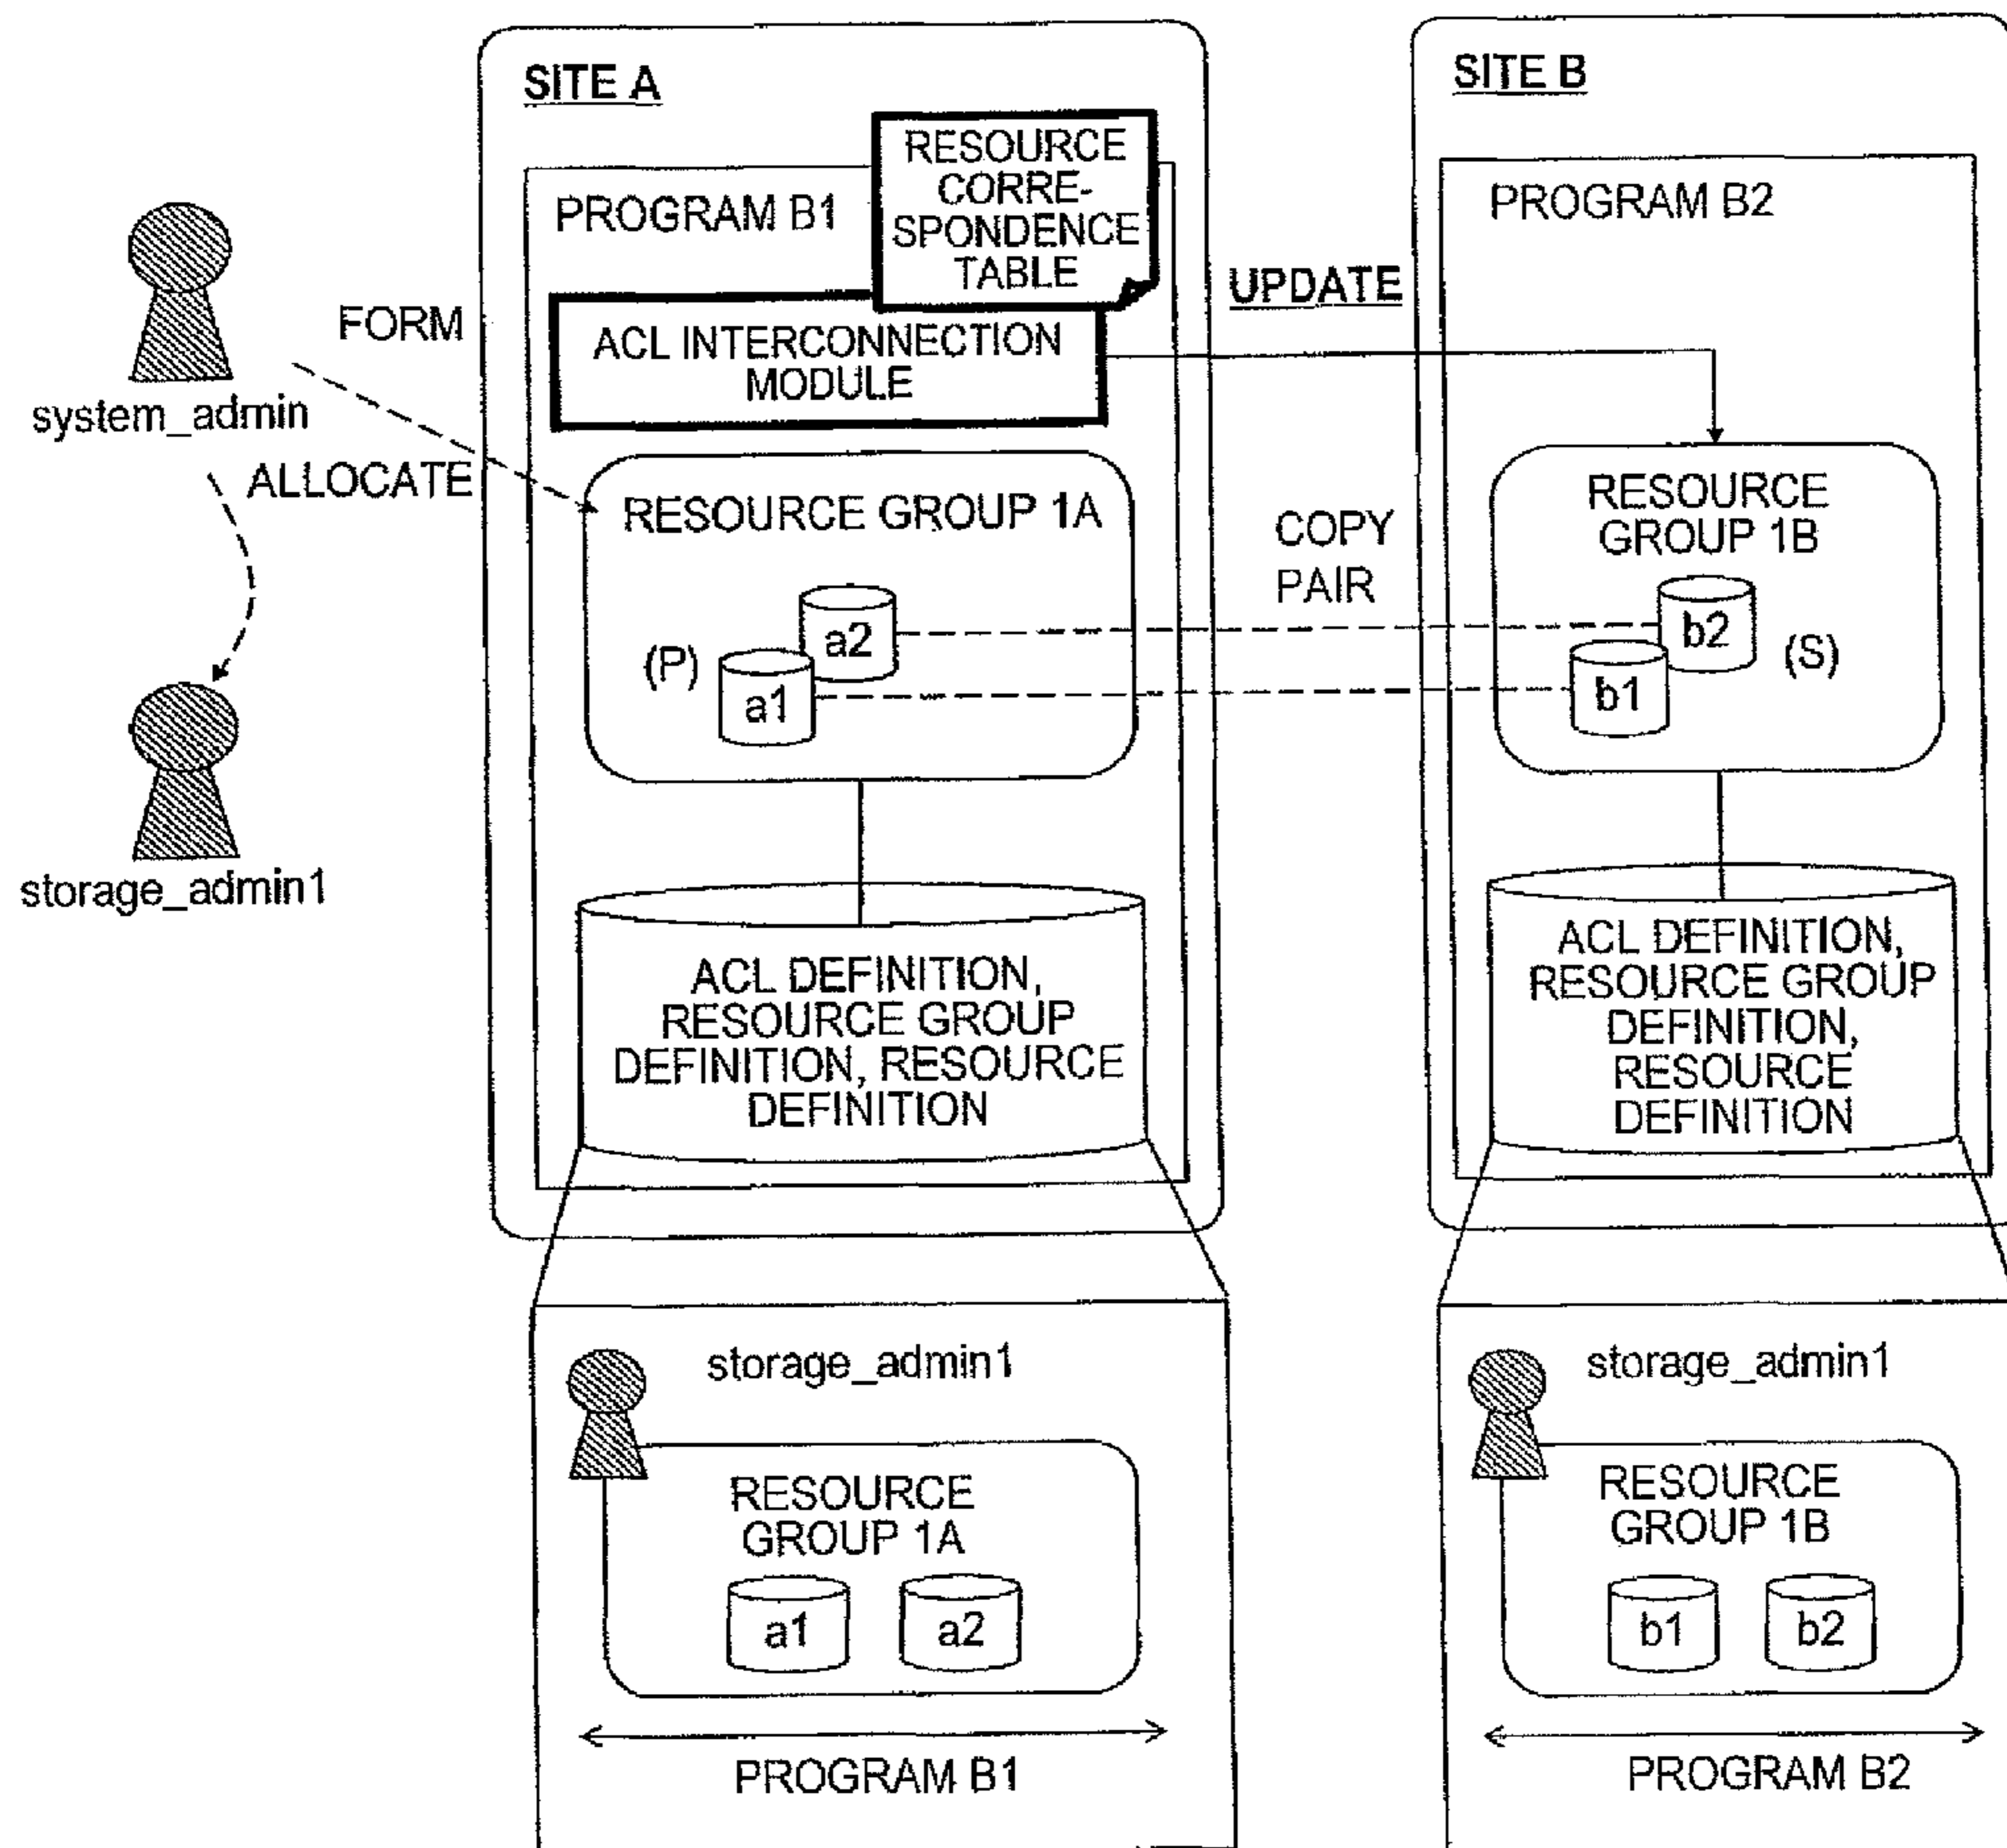 SITE A
SITE B
RESOURCE
CORRE-
SPONDENCE
TABLE
PROGRAM B1
PROGRAM B2
UPDATE
FORM
ACL INTERCONNECTION
MODULE
system_admin
ALLOCATE
RESOURCE GROUP 1A
RESOURCE
GROUP 1B
COPY
PAIR
a2
b2
(P)
(S)
a1
b1
storage_admin1
ACL DEFINITION,
RESOURCE GROUP
DEFINITION, RESOURCE
DEFINITION
ACL DEFINITION,
RESOURCE GROUP
DEFINITION,
RESOURCE
DEFINITION
storage_admin1
storage_admin1
RESOURCE
GROUP 1A
RESOURCE
GROUP 1B
a1
a2
b1
b2
PROGRAM B1
PROGRAM B2